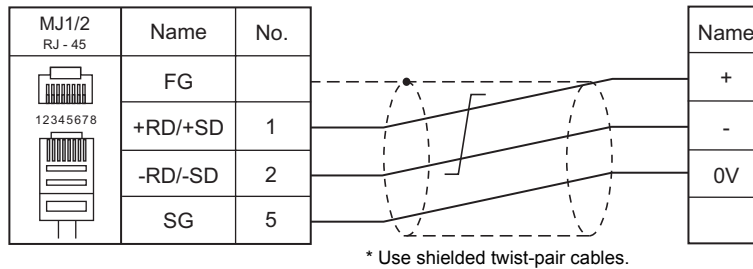 MJ1/2 Name No. Name
RJ - 45
FG +
12345678
+RD/+SD 1 -
-RD/-SD 2 0V
SG 5
* Use shielded twist-pair cables.